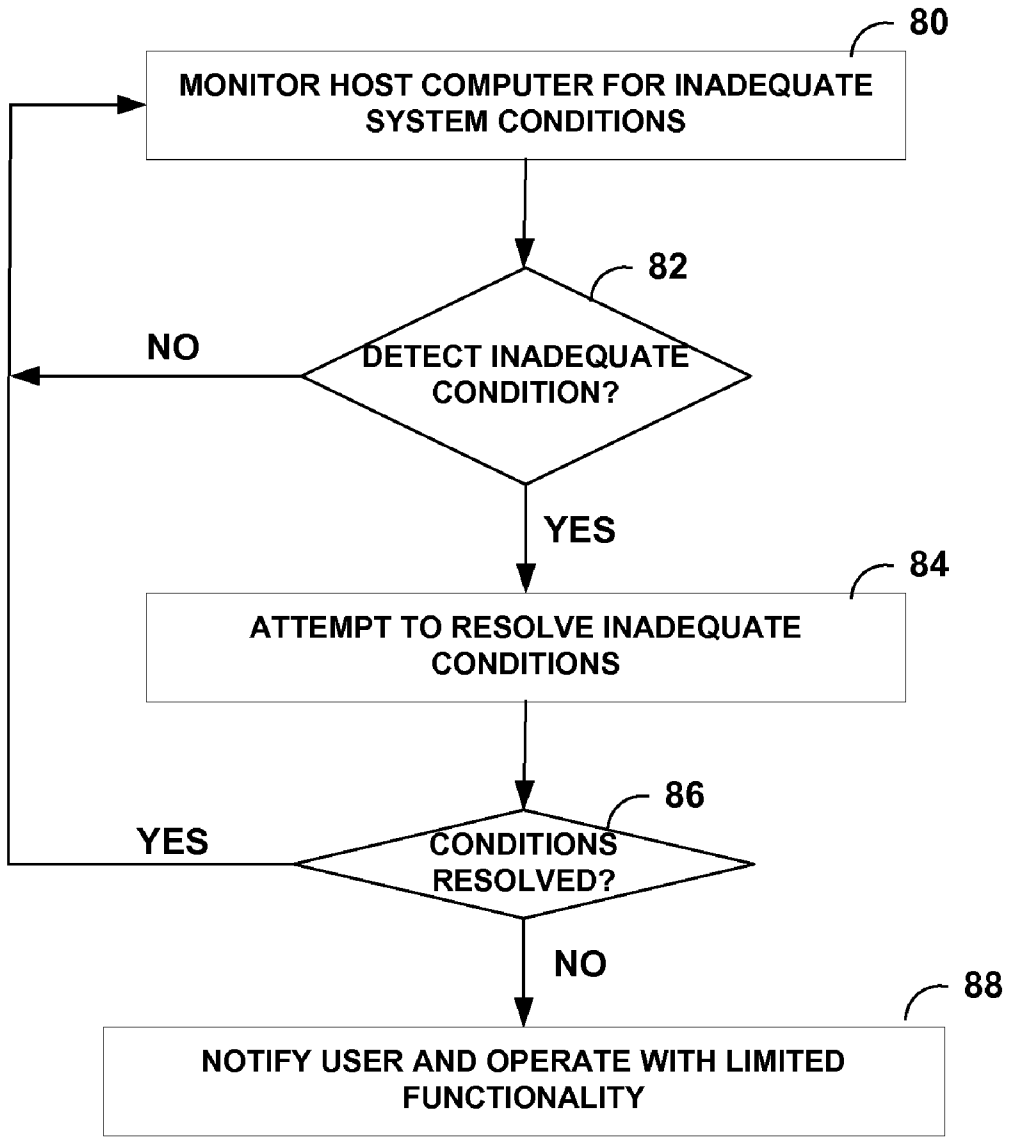 80
MONITOR HOST COMPUTER FOR INADEQUATE
SYSTEM CONDITIONS
82
NO
DETECT INADEQUATE
CONDITION?
YES
84
ATTEMPT TO RESOLVE INADEQUATE
CONDITIONS
86
YES
CONDITIONS
RESOLVED?
NO
88
NOTIFY USER AND OPERATE WITH LIMITED
FUNCTIONALITY